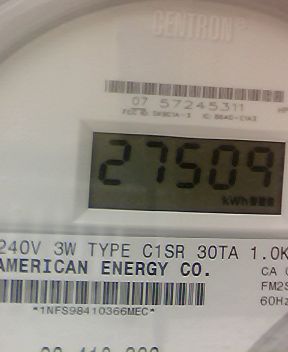 CENTRON®
07 57245311
27509
kWh
240V 3W TYPE C1SR 30TA 1.0K
AMERICAN ENERGY CO.
CA
FM2S
60Hz
*1NFS98410366MEC*